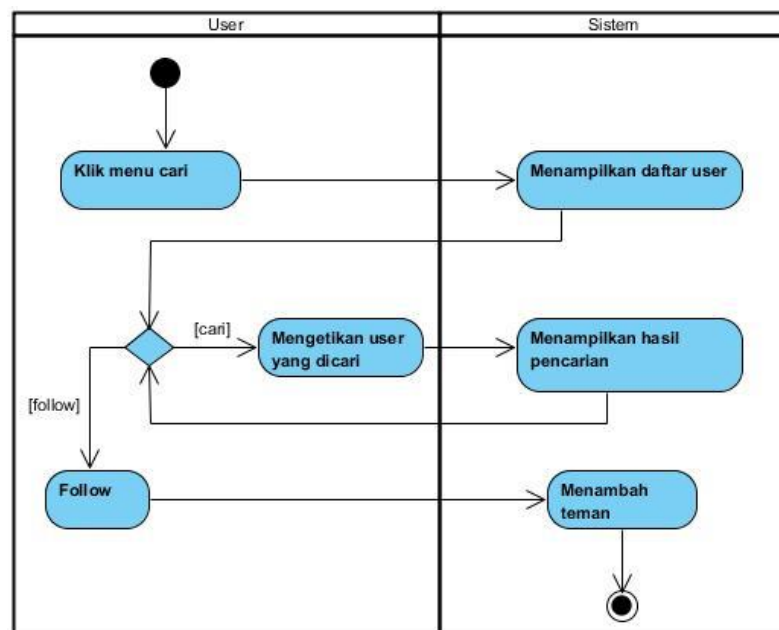 User
Sistem
Klik menu cari
Menampilkan daftar user
[cari]
Mengetikan user
yang dicari
Menampilkan hasil
pencarian
[follow]
Follow
Menambah
teman